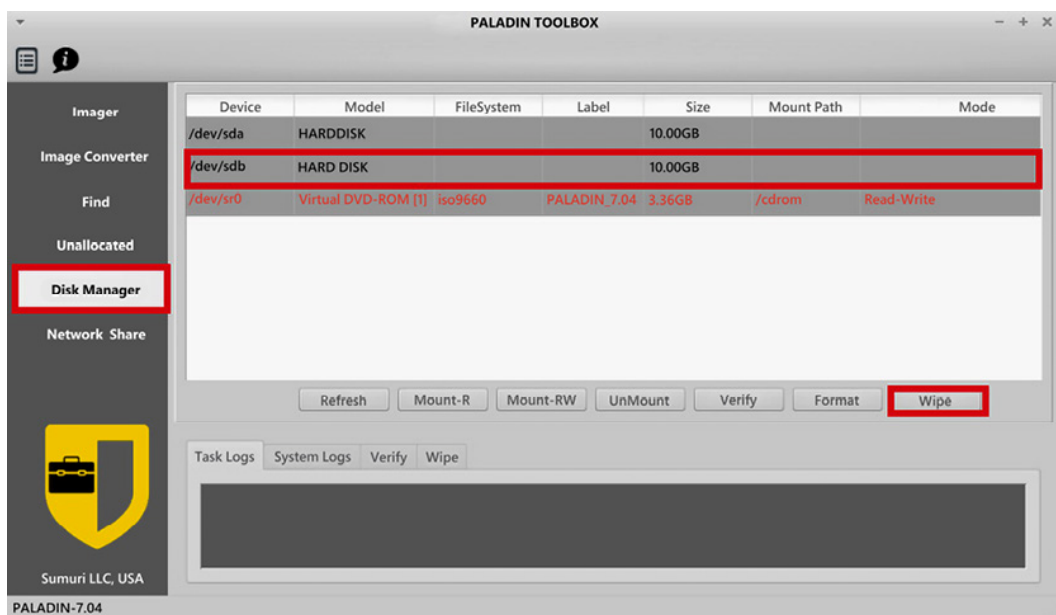 PALADIN TOOLBOX
Imager
Image Converter
Find
Unallocated
Disk Manager
Network Share
Device Model FileSystem Label Size Mount Path Mode
/dev/sda HARDDISK 10.00GB
/dev/sdb HARD DISK 10.00GB
/dev/sr0 Virtual DVD-ROM [1] iso9660 PALADIN_7.04 3.36GB /cdrom Read-Write
Refresh Mount-R Mount-RW UnMount Verify Format Wipe
Task Logs System Logs Verify Wipe
Sumuri LLC, USA
PALADIN-7.04